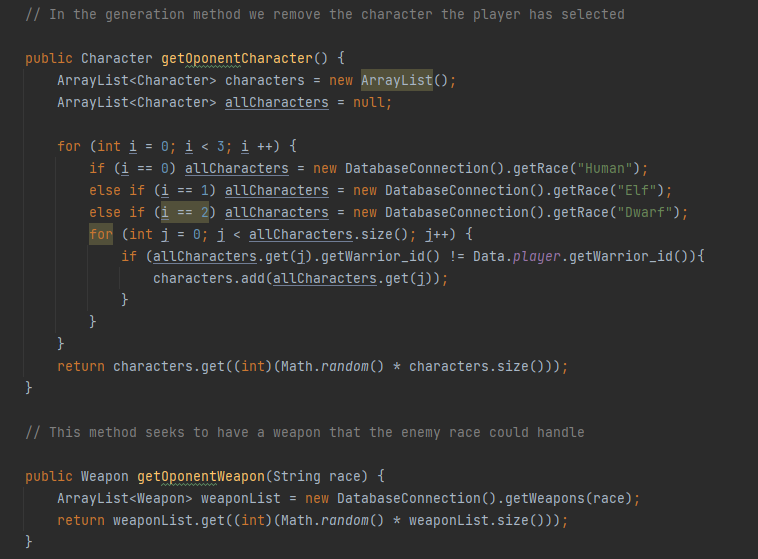 // In the generation method we remove the character the player has selected
public Character getOponentCharacter() {
ArrayList<Character> characters = new ArrayList();
ArrayList<Character> allCharacters = null;
for (int i = 0; i < 3; i ++) {
if (i == 0) allCharacters = new DatabaseConnection().getRace("Human");
else if (i == 1) allCharacters = new DatabaseConnection().getRace("Elf");
else if (i == 2) allCharacters = new DatabaseConnection().getRace("Dwarf");
for (int j = 0; j < allCharacters.size(); j++) {
if (allCharacters.get(j).getWarrior_id() != Data.player.getWarrior_id()){
characters.add(allCharacters.get(j));
}
}
}
return characters.get((int)(Math.random() * characters.size()));
}
// This method seeks to have a weapon that the enemy race could handle
public Weapon getOponentWeapon(String race) {
ArrayList<Weapon> weaponList = new DatabaseConnection().getWeapons(race);
return weaponList.get((int)(Math.random() * weaponList.size()));
}